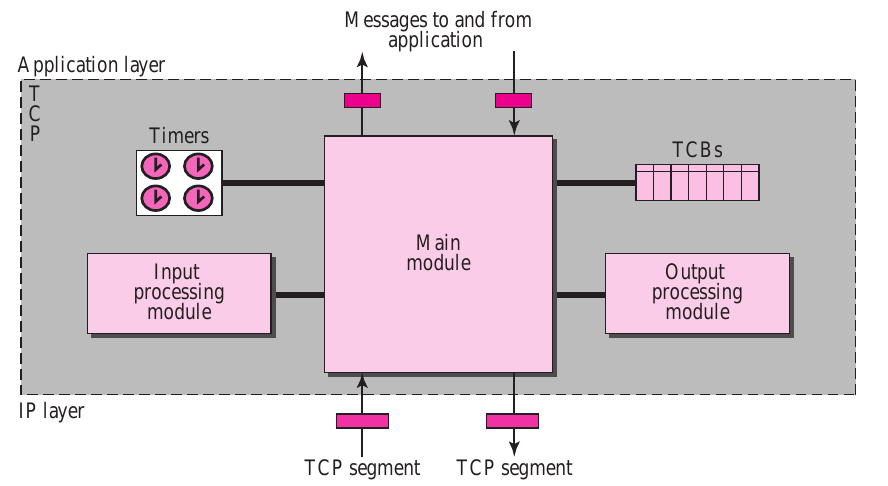 Messages to and from
application
Application layer
T
C
P
Timers
TCBs
Main
module
Input
processing
module
Output
processing
module
IP layer
TCP segment
TCP segment